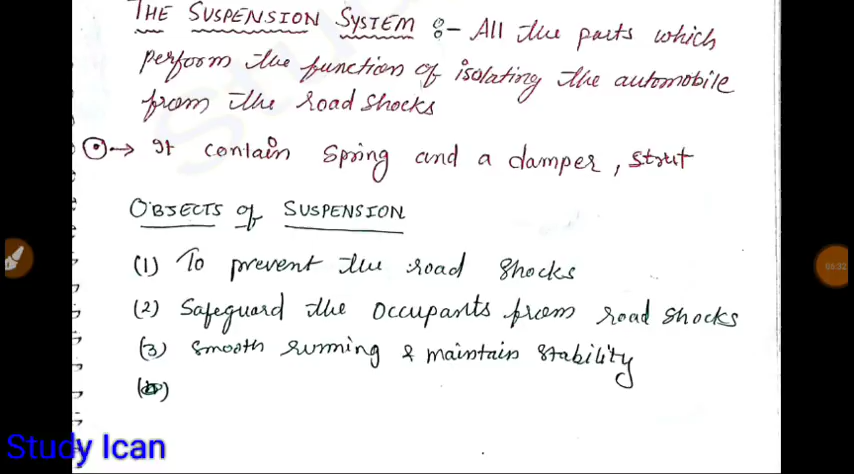 THE SUSPENSION SYSTEM :- All the parts which
perform the function of isolating the automobile
from the road shocks
⊙→ It contain Spring and a damper, strut
OBJECTS of SUSPENSION
(1) To prevent the road shocks
(2) Safeguard the occupants from road shocks
(3) smooth running & maintain stability
06:32
Study Ican